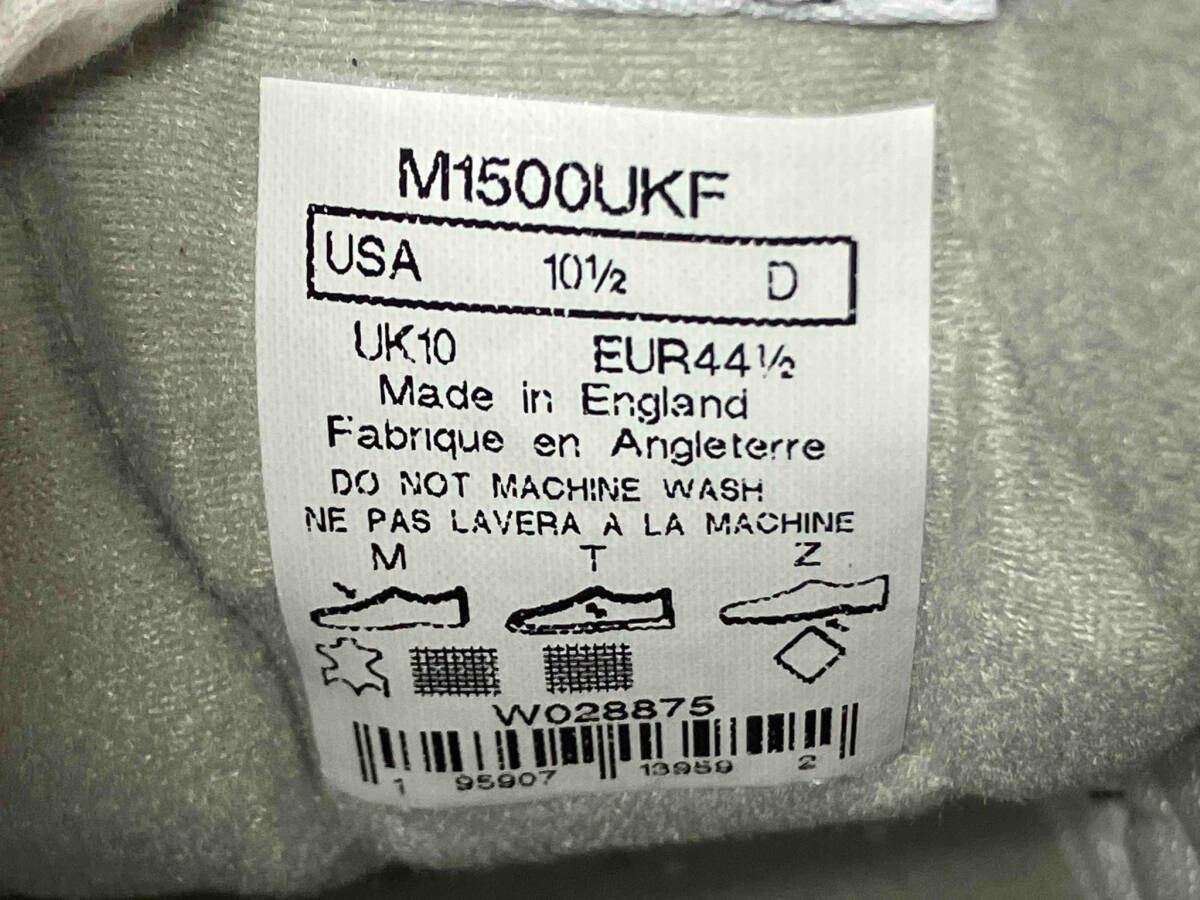 M1500UKF
USA 10½ D
UK10 EUR44½
Made in England
Fabrique en Angleterre
DO NOT MACHINE WASH
NE PAS LAVERA A LA MACHINE
M T Z
W028875
1 95907 13959 2